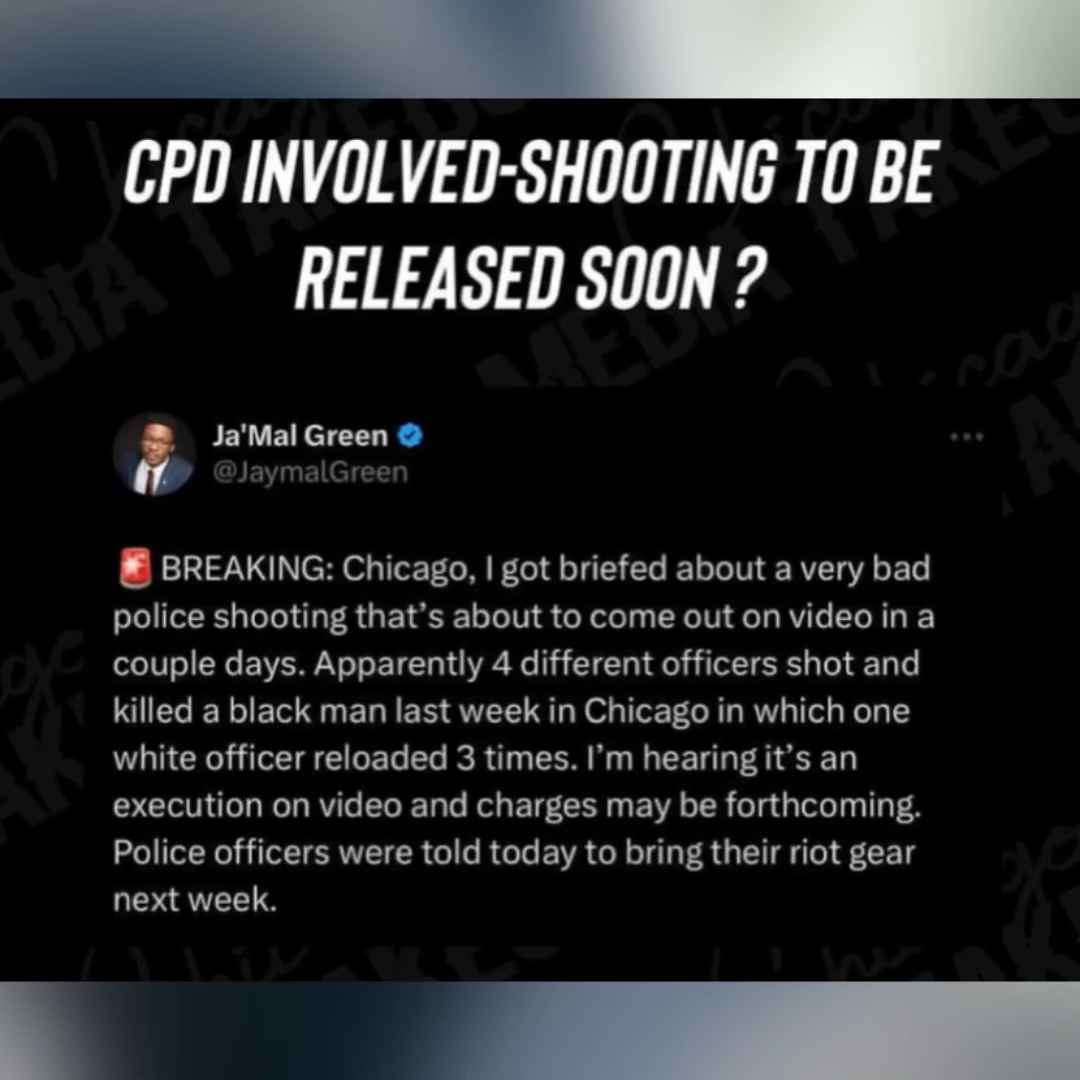 CPD INVOLVED-SHOOTING TO BE
RELEASED SOON ?
Ja'Mal Green
@JaymalGreen
🚨 BREAKING: Chicago, I got briefed about a very bad
police shooting that’s about to come out on video in a
couple days. Apparently 4 different officers shot and
killed a black man last week in Chicago in which one
white officer reloaded 3 times. I’m hearing it’s an
execution on video and charges may be forthcoming.
Police officers were told today to bring their riot gear
next week.